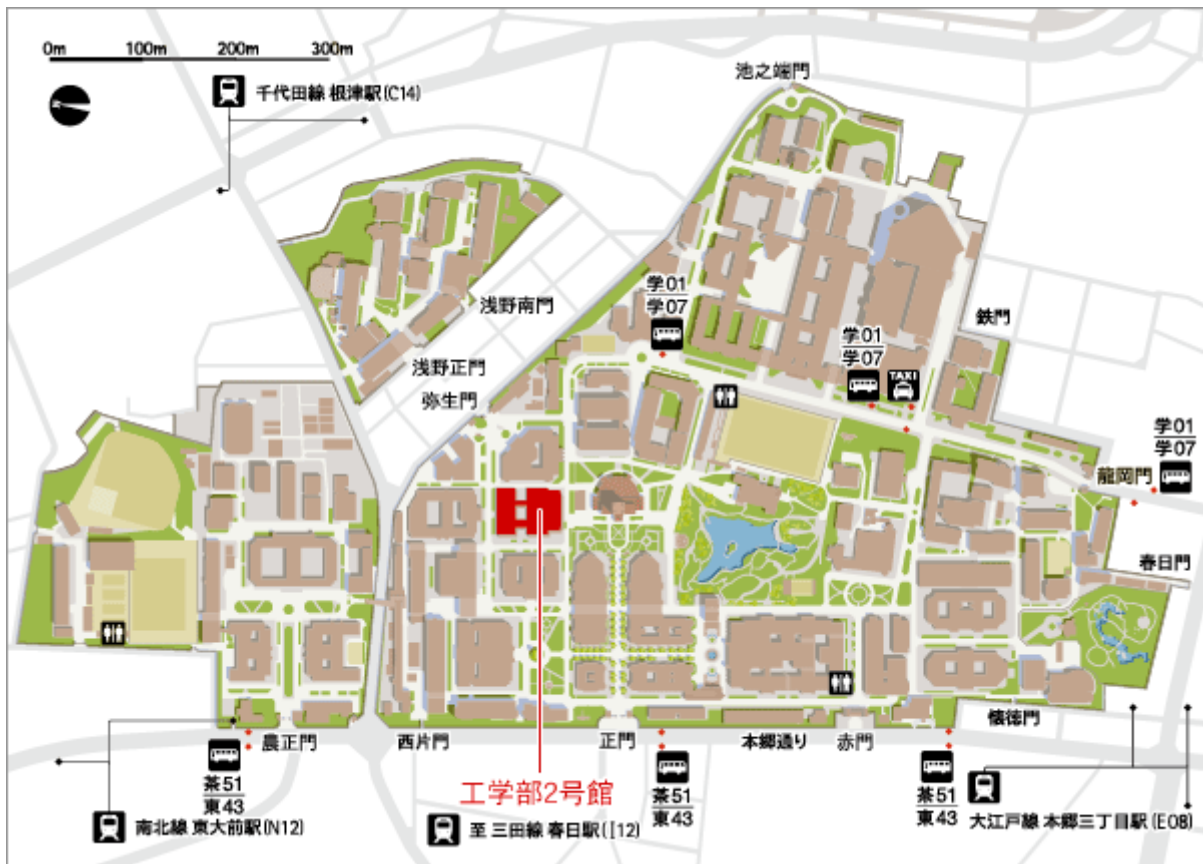 0m 100m 200m 300m
千代田線 根津駅(C14)
池之端門
学01
学07
浅野南門
学01
学07
TAXI
鉄門
浅野正門
弥生門
学01
学07
龍岡門
春日門
懐徳門
農正門
西片門
正門
本郷通り
赤門
茶51
東43
工学部2号館
茶51
東43
茶51
東43
南北線 東大前駅(N12)
至 三田線 春日駅([12)
大江戸線 本郷三丁目駅(E08)